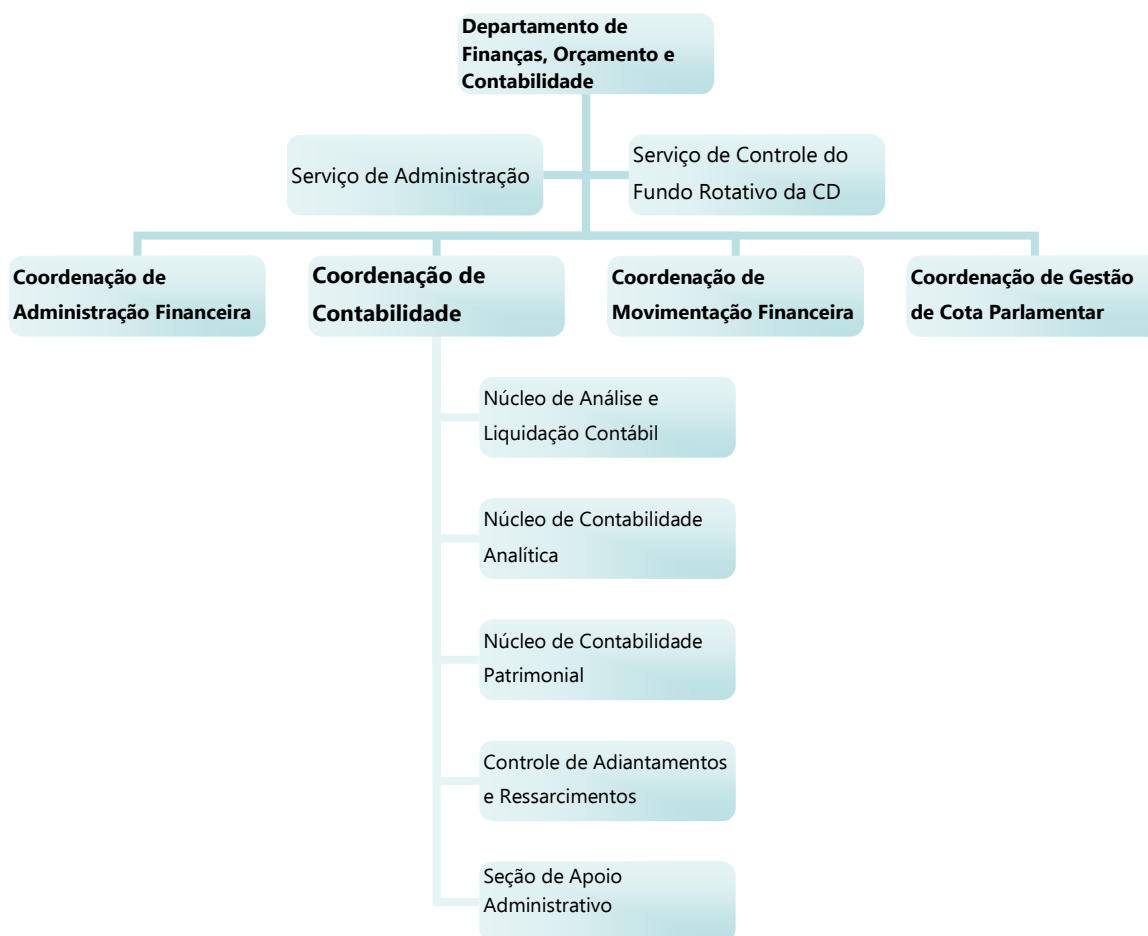 Departamento de
Finanças, Orçamento e
Contabilidade
Serviço de Administração
Serviço de Controle do
Fundo Rotativo da CD
Coordenação de
Administração Financeira
Coordenação de
Contabilidade
Coordenação de
Movimentação Financeira
Coordenação de Gestão
de Cota Parlamentar
Núcleo de Análise e
Liquidação Contábil
Núcleo de Contabilidade
Analítica
Núcleo de Contabilidade
Patrimonial
Controle de Adiantamentos
e Ressarcimentos
Seção de Apoio
Administrativo